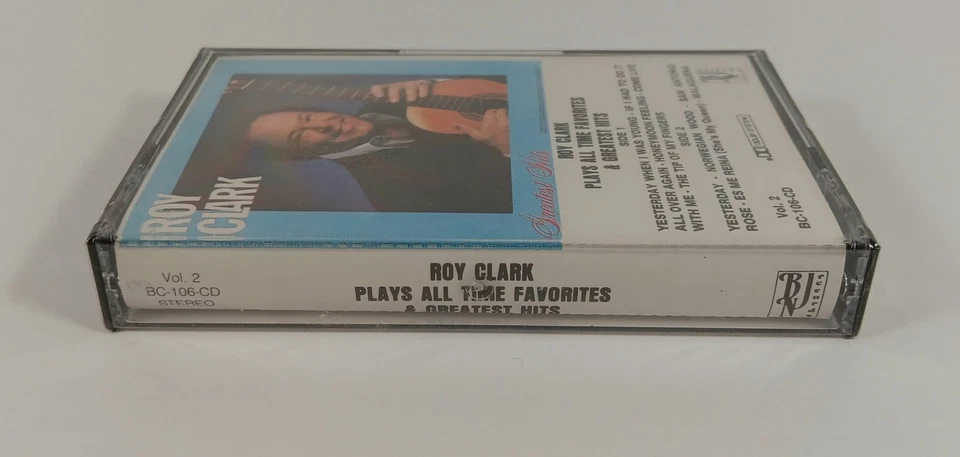 ROY
CLARK
Greatest Hits
ROY CLARK
PLAYS ALL TIME FAVORITES
& GREATEST HITS
SIDE 1
YESTERDAY WHEN I WAS YOUNG • IF I HAD TO DO IT
ALL OVER AGAIN • HONEYMOON FEELING • COME LIVE
WITH ME • THE TIP OF MY FINGERS
SIDE 2
YESTERDAY • NORWEGIAN WOOD • SAN ANTONIO
ROSE • ES ME REINA (She's My Queen) • MALAGUENA
Vol. 2
BC-106-CD
Vol. 2
BC-106-CD
STEREO
ROY CLARK
PLAYS ALL TIME FAVORITES
& GREATEST HITS